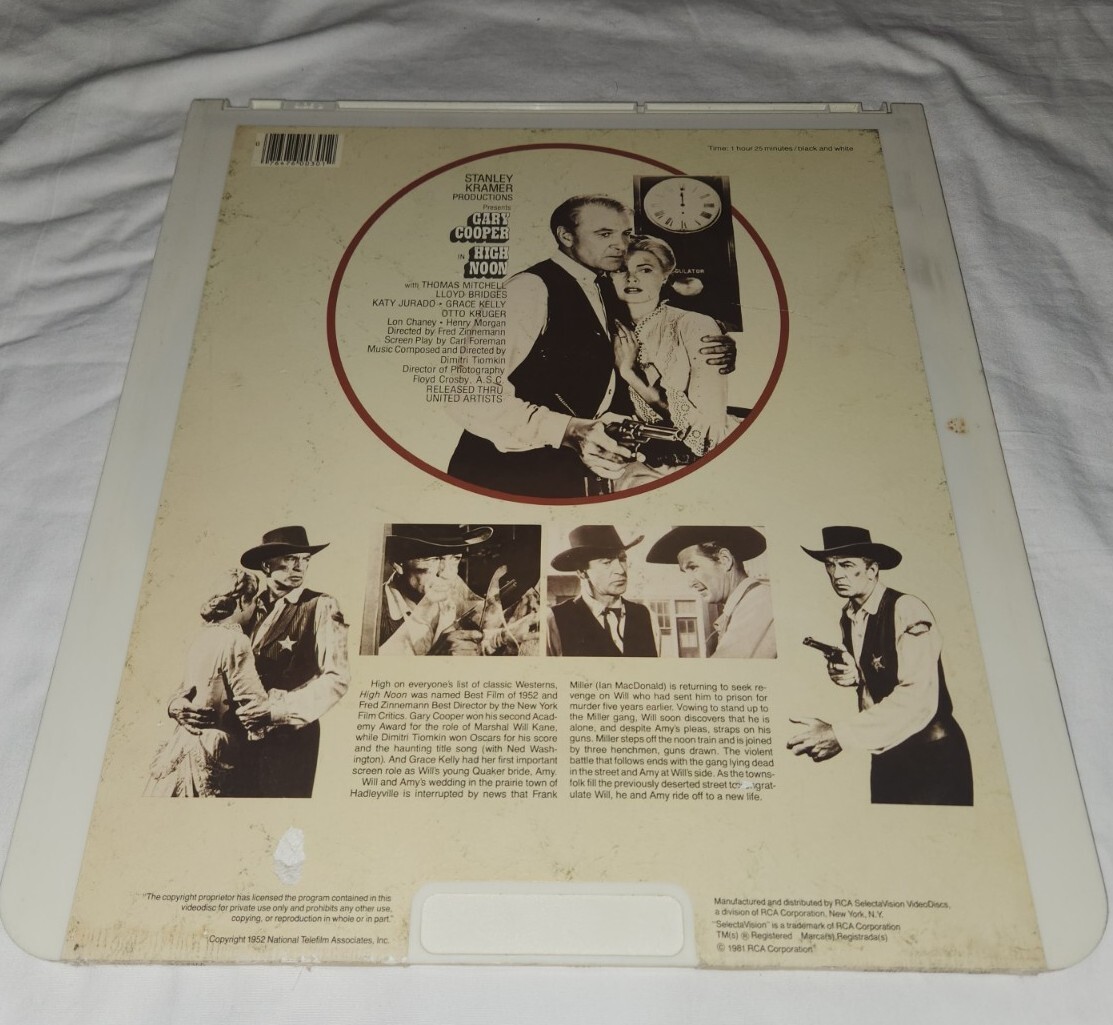 Time: 1 hour 25 minutes / black and white
STANLEY
KRAMER
PRODUCTIONS
Presents
GARY
COOPER
IN HIGH
NOON
with THOMAS MITCHELL
LLOYD BRIDGES
KATY JURADO • GRACE KELLY
OTTO KRUGER
Lon Chaney • Henry Morgan
Directed by Fred Zinnemann
Screen Play by Carl Foreman
Music Composed and Directed by
Dimitri Tiomkin
Director of Photography
Floyd Crosby, A.S.C.
RELEASED THRU
UNITED ARTISTS
High on everyone's list of classic Westerns,
High Noon was named Best Film of 1952 and
Fred Zinnemann Best Director by the New York
Film Critics. Gary Cooper won his second Acad-
emy Award for the role of Marshal Will Kane,
while Dimitri Tiomkin won Oscars for his score
and the haunting title song (with Ned Wash-
ington). And Grace Kelly had her first important
screen role as Will's young Quaker bride, Amy.
Will and Amy's wedding in the prairie town of
Hadleyville is interrupted by news that Frank
Miller (Ian MacDonald) is returning to seek re-
venge on Will who had sent him to prison for
murder five years earlier. Vowing to stand up to
the Miller gang, Will soon discovers that he is
alone, and despite Amy's pleas, straps on his
guns. Miller steps off the noon train and is joined
by three henchmen, guns drawn. The violent
battle that follows ends with the gang lying dead
in the street and Amy at Will's side. As the towns-
folk fill the previously deserted street to
ulate Will, he and Amy ride off to a new life.
"The copyright proprietor has licensed the program contained in this
videodisc for private use only and prohibits any other use,
copying, or reproduction in whole or in part."
Copyright 1952 National Telefilm Associates, Inc.
Manufactured and distributed by RCA SelectaVision VideoDiscs,
a division of RCA Corporation, New York, N.Y.
"SelectaVision" is a trademark of RCA Corporation
TM(s) ® Registered Marca(s) Registrada(s)
© 1981 RCA Corporation